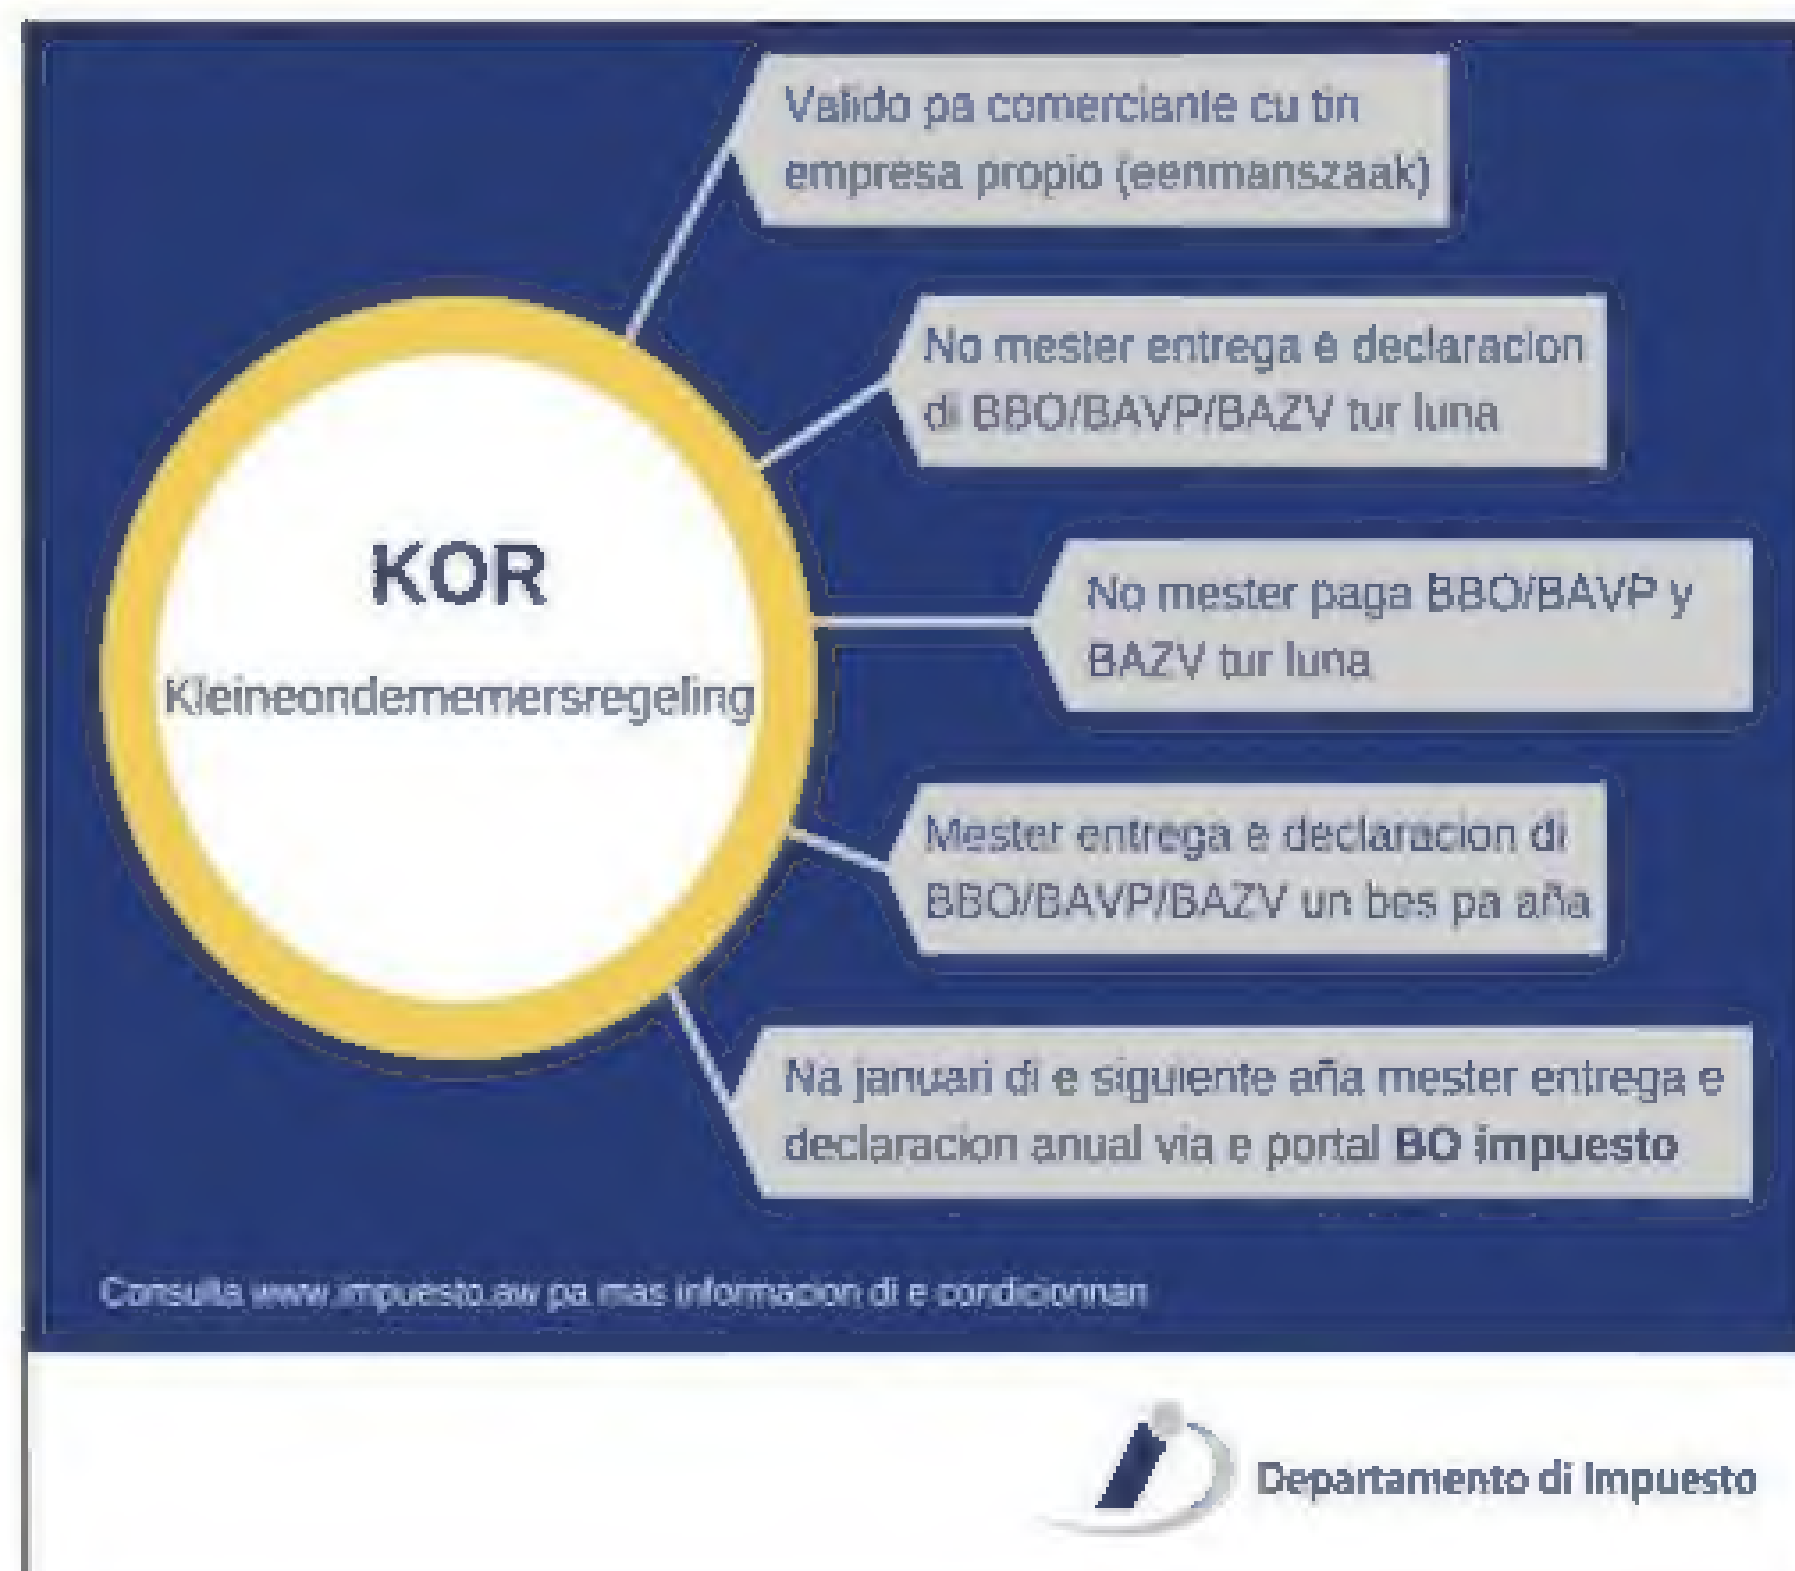 Valido pa comerciante cu tin
empresa propio (eenmanszaak)
No mester entrega e declaracion
di BBO/BAVP/BAZV tur luna
KOR
Kleineondernemersregeling
No mester paga BBO/BAVP y
BAZV tur luna
Mester entrega e declaracion di
BBO/BAVP/BAZV un bes pa aña
Na januari di e siguiente aña mester entrega e
declaracion anual via e portal BO impuesto
Consulta www.impuesto.aw pa mas informacion di e condicionnan
Departamento di Impuesto